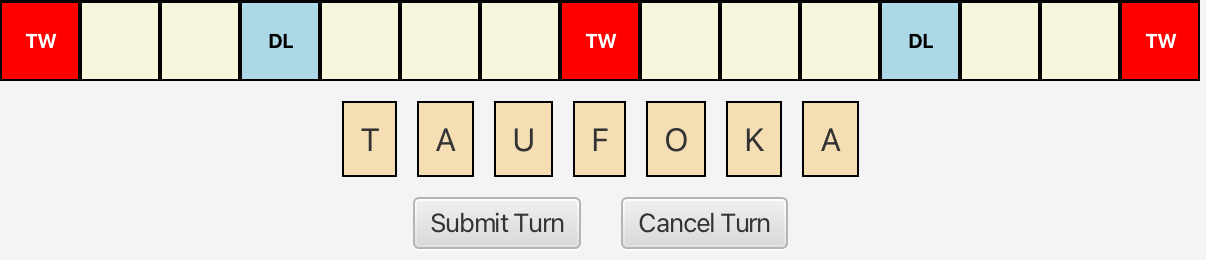 TW DL TW DL TW
T A U F O K A
Submit Turn Cancel Turn